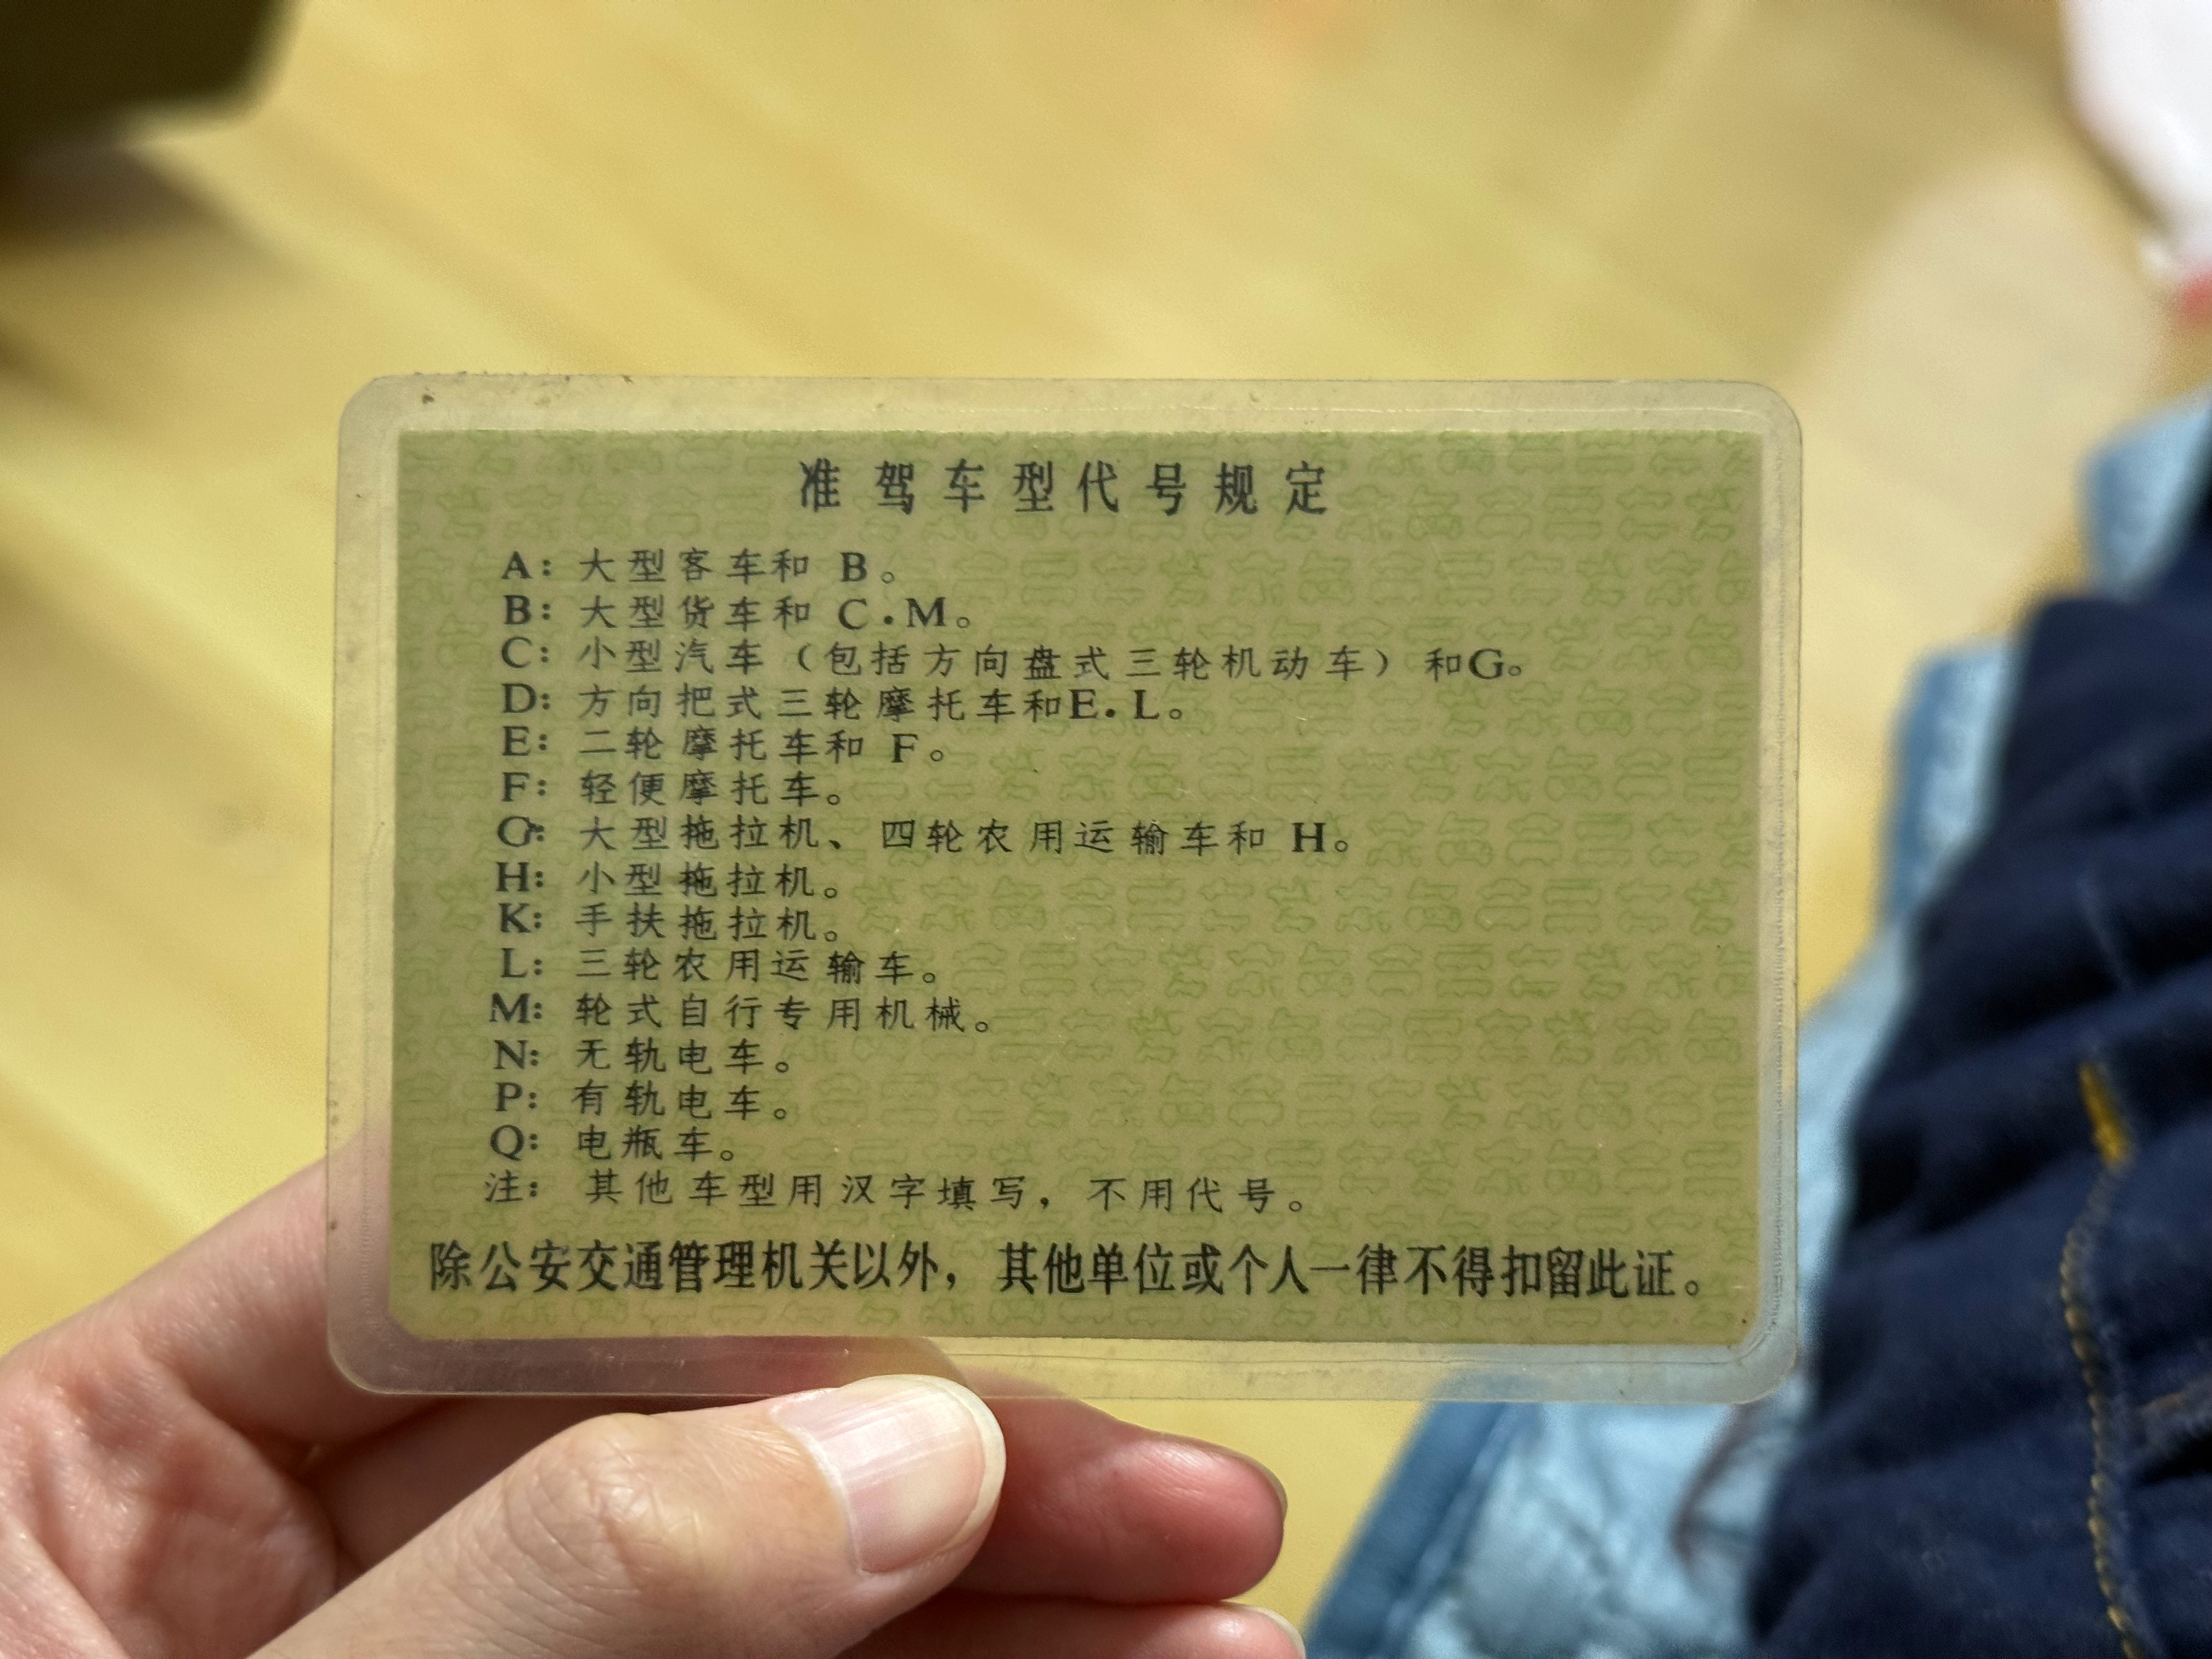 准驾车型代号规定
A：大型客车和 B。
B：大型货车和 C·M。
C：小型汽车（包括方向盘式三轮机动车）和G。
D：方向把式三轮摩托车和E.L。
E：二轮摩托车和 F。
F：轻便摩托车。
G：大型拖拉机、四轮农用运输车和 H。
H：小型拖拉机。
K：手扶拖拉机。
L：三轮农用运输车。
M：轮式自行专用机械。
N：无轨电车。
P：有轨电车。
Q：电瓶车。
注：其他车型用汉字填写，不用代号。
除公安交通管理机关以外，其他单位或个人一律不得扣留此证。